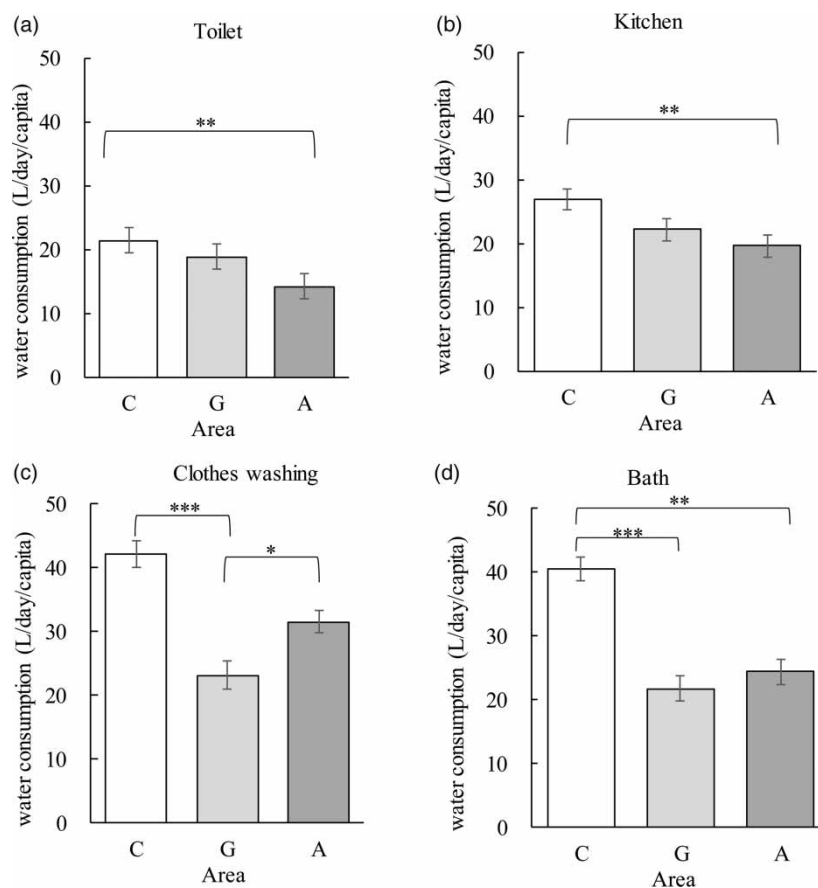 (a)
Toilet
water consumption (L/day/capita)
50
40
30
20
10
0
**
C G A
Area
(b)
Kitchen
water consumption (L/day/capita)
50
40
30
20
10
0
**
C G A
Area
(c)
Clothes washing
water consumption (L/day/capita)
50
40
30
20
10
0
***
*
C G A
Area
(d)
Bath
water consumption (L/day/capita)
50
40
30
20
10
0
**
***
C G A
Area